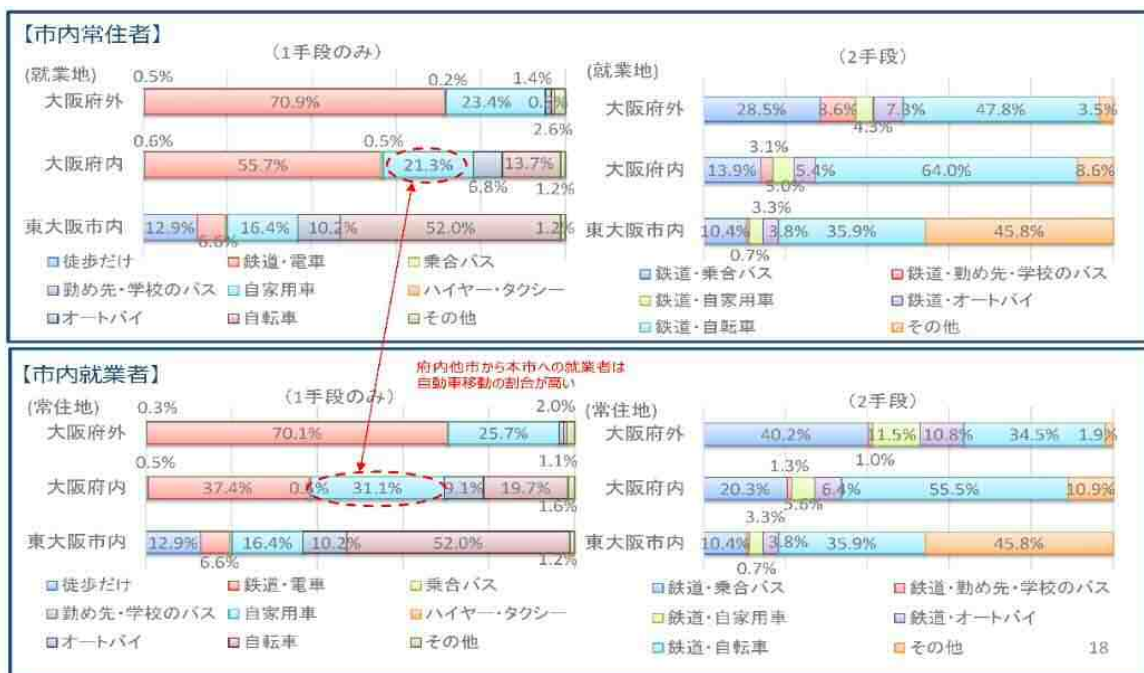 【市内常住者】
(1手段のみ)
(就業地)
0.5% 0.2% 1.4%
大阪府外 70.9% 23.4%
2.6%
0.6% 0.5%
大阪府内 55.7% 21.3% 13.7%
6.8% 1.2%
東大阪市内 12.9% 16.4% 10.2% 52.0% 1.2%
6.6%
徒歩だけ 鉄道・電車 乗合バス
勤め先・学校のバス 自家用車 ハイヤー・タクシー
オートバイ 自転車 その他
(2手段)
(就業地)
大阪府外 28.5% 8.6% 7.3% 47.8% 3.5%
4.3%
3.1%
大阪府内 13.9% 5.4% 64.0% 8.6%
5.0%
3.3%
東大阪市内 10.4% 3.8% 35.9% 45.8%
0.7%
鉄道・乗合バス 鉄道・勤め先・学校のバス
鉄道・自家用車 鉄道・オートバイ
鉄道・自転車 その他
府内他市から本市への就業者は
自動車移動の割合が高い
【市内就業者】
(1手段のみ)
(常住地)
0.3% 2.0%
大阪府外 70.1% 25.7%
1.1%
0.5%
大阪府内 37.4% 31.1% 9.1% 19.7%
1.6%
東大阪市内 12.9% 16.4% 10.2% 52.0%
6.6% 1.2%
徒歩だけ 鉄道・電車 乗合バス
勤め先・学校のバス 自家用車 ハイヤー・タクシー
オートバイ 自転車 その他
(2手段)
(常住地)
大阪府外 40.2% 11.5% 10.8% 34.5% 1.9%
1.0%
1.3%
大阪府内 20.3% 6.4% 55.5% 10.9%
5.6%
3.3%
東大阪市内 10.4% 3.8% 35.9% 45.8%
0.7%
鉄道・乗合バス 鉄道・勤め先・学校のバス
鉄道・自家用車 鉄道・オートバイ
鉄道・自転車 その他
18